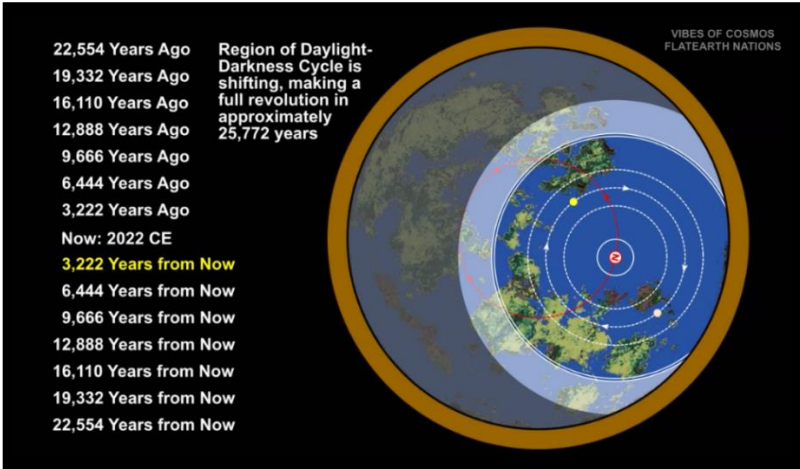 22,554 Years Ago
19,332 Years Ago
16,110 Years Ago
12,888 Years Ago
9,666 Years Ago
6,444 Years Ago
3,222 Years Ago
Now: 2022 CE
3,222 Years from Now
6,444 Years from Now
9,666 Years from Now
12,888 Years from Now
16,110 Years from Now
19,332 Years from Now
22,554 Years from Now
Region of Daylight-
Darkness Cycle is
shifting, making a
full revolution in
approximately
25,772 years
VIBES OF COSMOS
FLATEARTH NATIONS
N